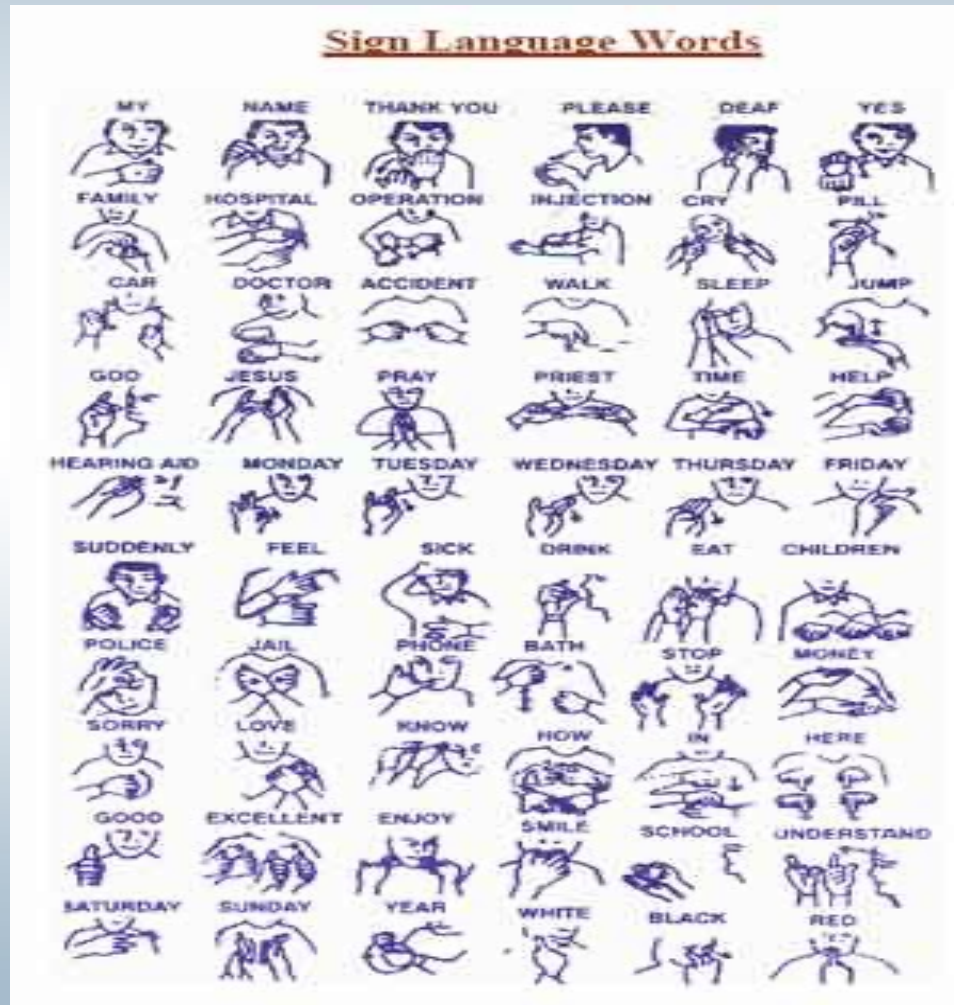 Sign Language Words
MY NAME THANK YOU PLEASE DEAF YES
FAMILY HOSPITAL OPERATION INJECTION CRY PILL
CAR DOCTOR ACCIDENT WALK SLEEP JUMP
GOD JESUS PRAY PRIEST TIME HELP
HEARING AID MONDAY TUESDAY WEDNESDAY THURSDAY FRIDAY
SUDDENLY FEEL SICK DRINK EAT CHILDREN
POLICE JAIL PHONE BATH STOP MONEY
SORRY LOVE KNOW HOW IN HERE
GOOD EXCELLENT ENJOY SMILE SCHOOL UNDERSTAND
SATURDAY SUNDAY YEAR WHITE BLACK RED